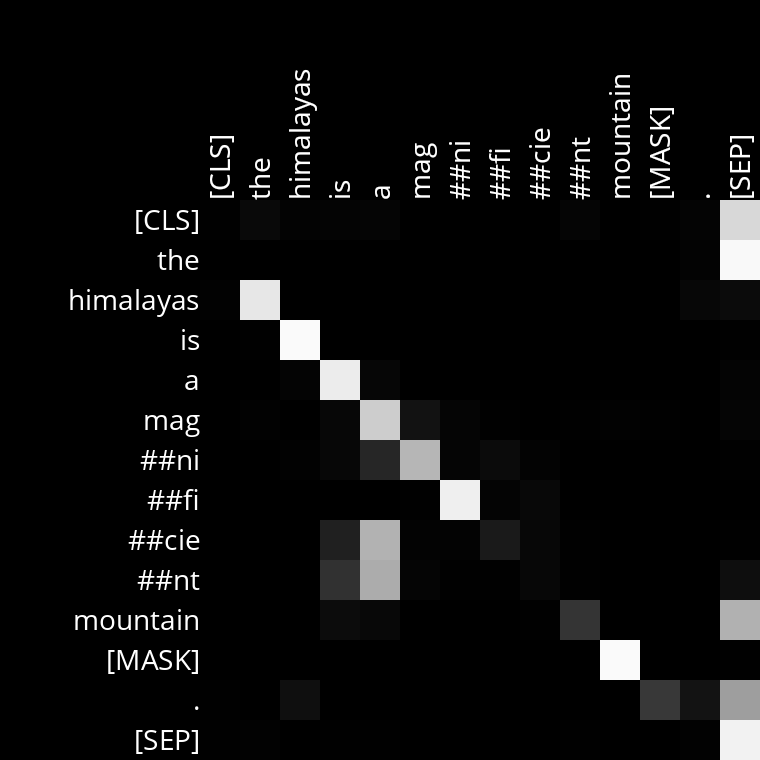 [CLS] the himalayas is a mag ##ni ##fi ##cie ##nt mountain [MASK] . [SEP]
[CLS]
the
himalayas
is
a
mag
##ni
##fi
##cie
##nt
mountain
[MASK]
.
[SEP]